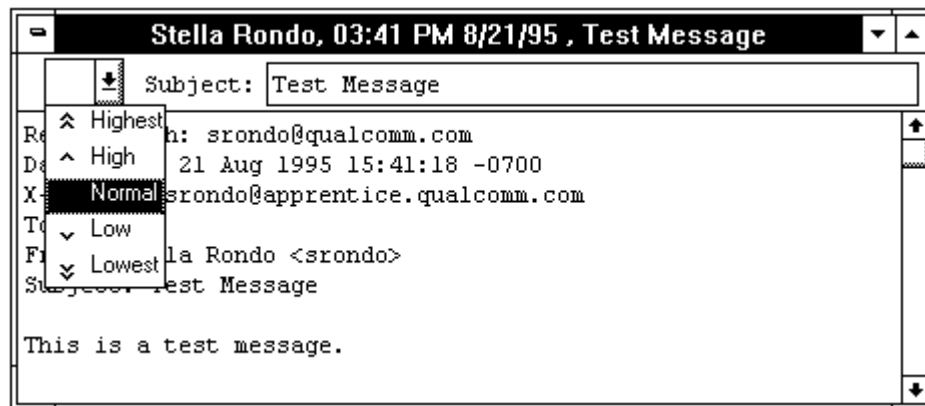 Stella Rondo, 03:41 PM 8/21/95 , Test Message
Subject: Test Message
Highest
High
Normal
Low
Lowest
h: srondo@qualcomm.com
21 Aug 1995 15:41:18 -0700
srondo@apprentice.qualcomm.com
la Rondo <srondo>
Test Message
This is a test message.